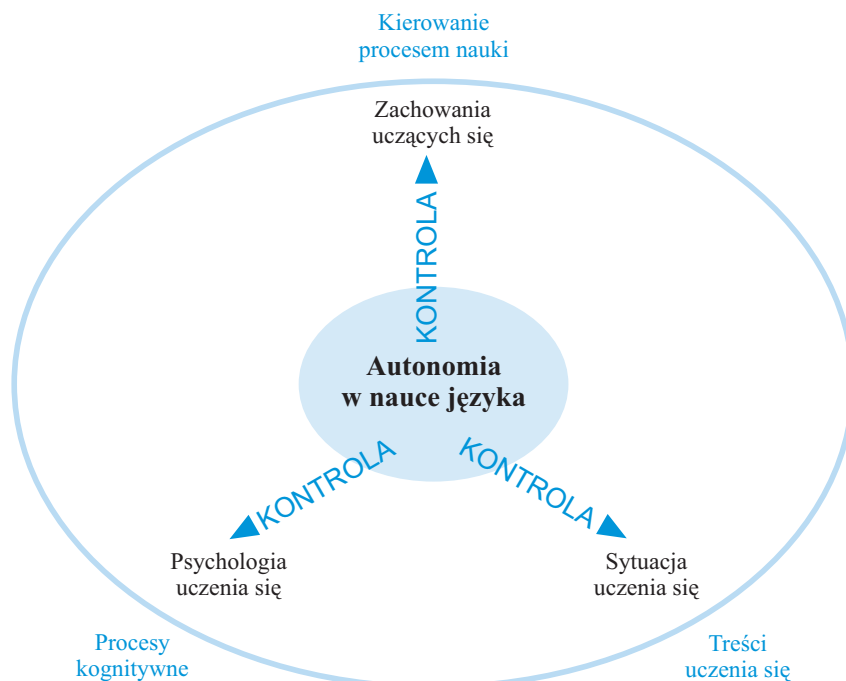 Kierowanie
procesem nauki
Zachowania
uczących się
KONTROLA
Autonomia
w nauce języka
KONTROLA
KONTROLA
Psychologia
uczenia się
Sytuacja
uczenia się
Procesy
kognitywne
Treści
uczenia się